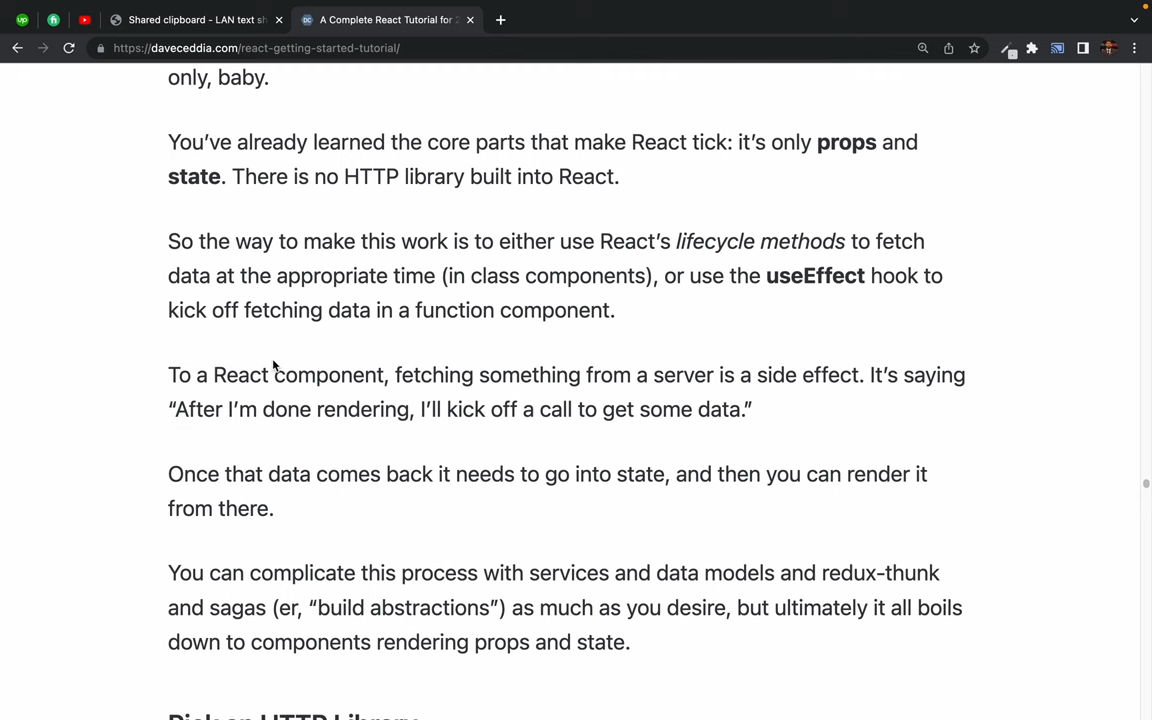 up
fi
Shared clipboard - LAN text sh
DC
A Complete React Tutorial for 2
https://daveceddia.com/react-getting-started-tutorial/
only, baby.
You’ve already learned the core parts that make React tick: it’s only props and
state. There is no HTTP library built into React.
So the way to make this work is to either use React’s lifecycle methods to fetch
data at the appropriate time (in class components), or use the useEffect hook to
kick off fetching data in a function component.
To a React component, fetching something from a server is a side effect. It’s saying
“After I’m done rendering, I’ll kick off a call to get some data.”
Once that data comes back it needs to go into state, and then you can render it
from there.
You can complicate this process with services and data models and redux-thunk
and sagas (er, “build abstractions”) as much as you desire, but ultimately it all boils
down to components rendering props and state.
Pick an HTTP Library